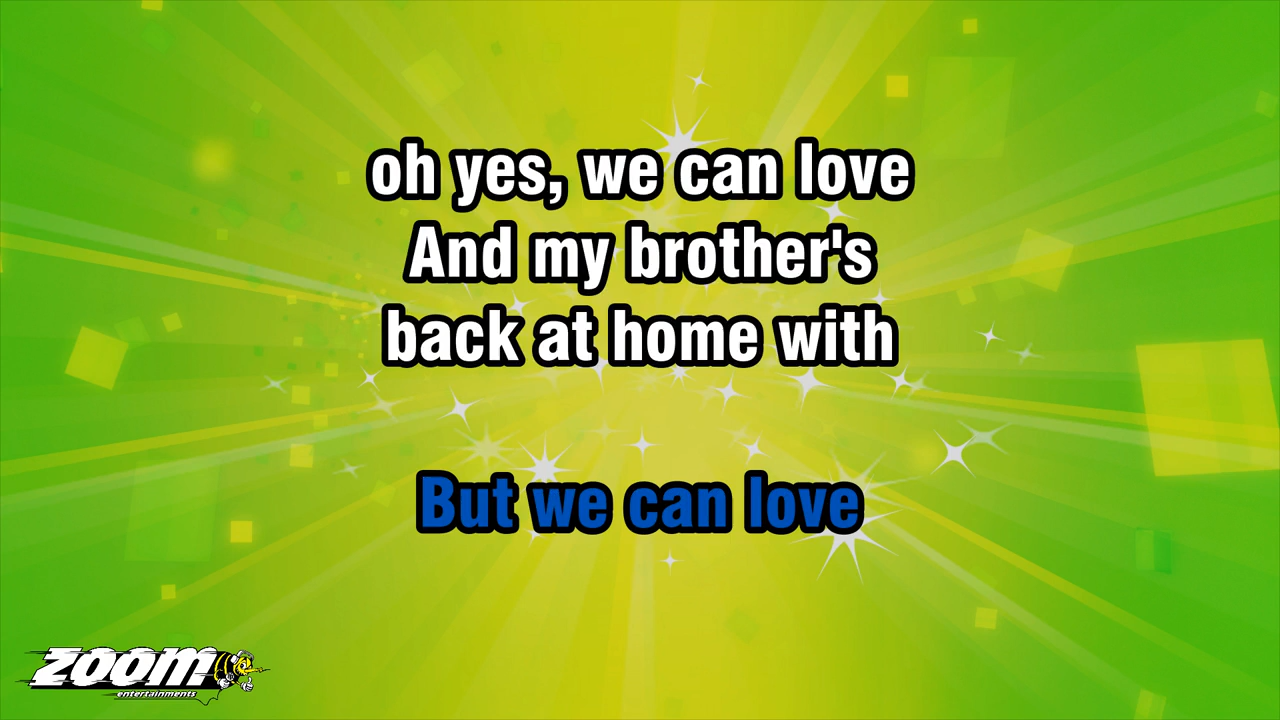 oh yes, we can love
And my brother's
back at home with
But we can love
zoom
entertainments